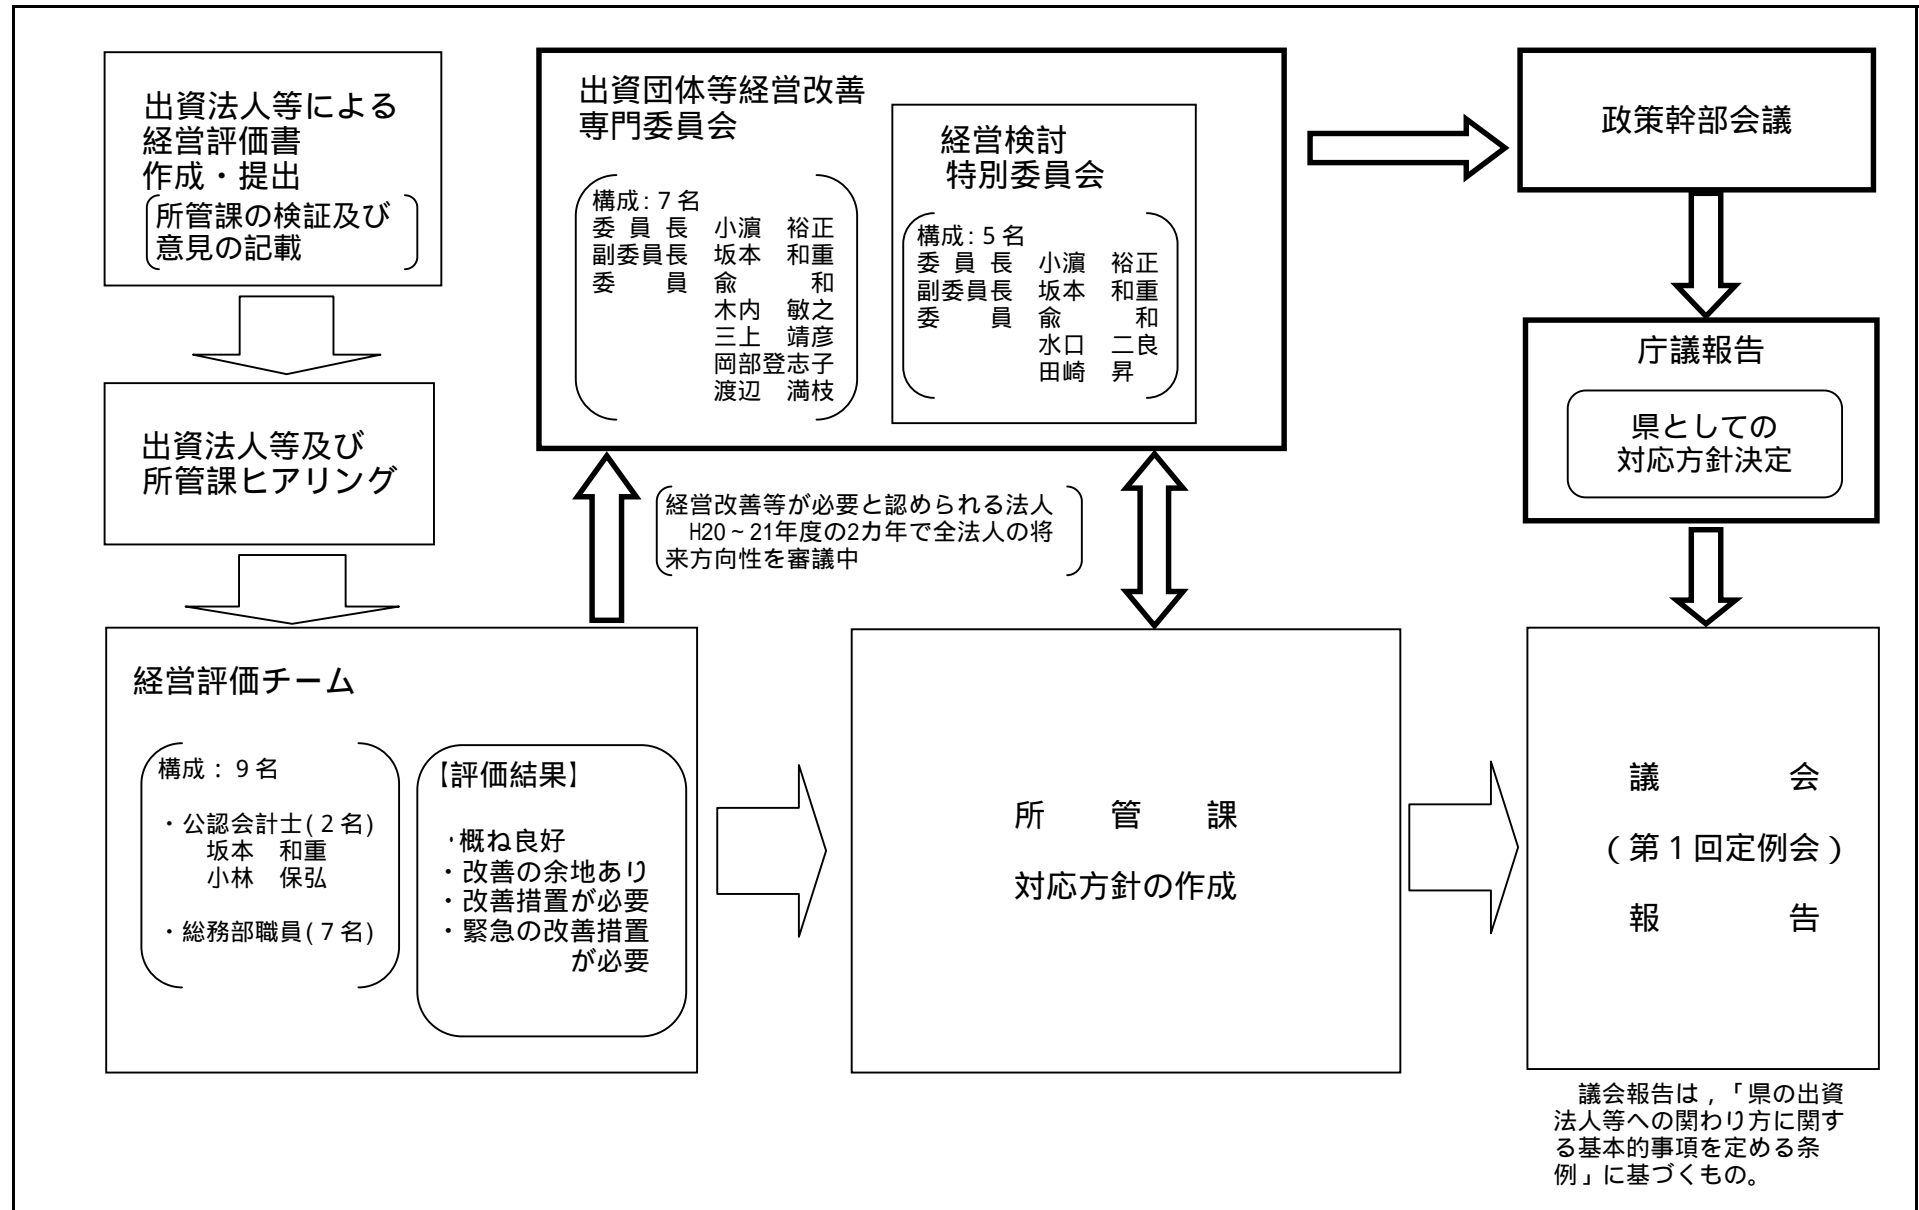 出資法人等による
経営評価書
作成・提出
所管課の検証及び
意見の記載
出資法人等及び
所管課ヒアリング
経営評価チーム
構成：9名
・公認会計士(2名)
坂本　和重
小林　保弘
・総務部職員(7名)
【評価結果】
・概ね良好
・改善の余地あり
・改善措置が必要
・緊急の改善措置
が必要
出資団体等経営改善
専門委員会
構成：7名
委　員　長　小濵　裕正
副委員長　坂本　和重
委　　　員　兪　　　和
木内　敏之
三上　靖彦
岡部登志子
渡辺　満枝
経営検討
特別委員会
構成：5名
委　員　長　小濵　裕正
副委員長　坂本　和重
委　　　員　兪　　　和
水口　二良
田崎　昇
経営改善等が必要と認められる法人
H20～21年度の2カ年で全法人の将
来方向性を審議中
所　管　課
対応方針の作成
政策幹部会議
庁議報告
県としての
対応方針決定
議　　　　会
（第1回定例会）
報　　　　告
議会報告は，「県の出資
法人等への関わり方に関す
る基本的事項を定める条
例」に基づくもの。